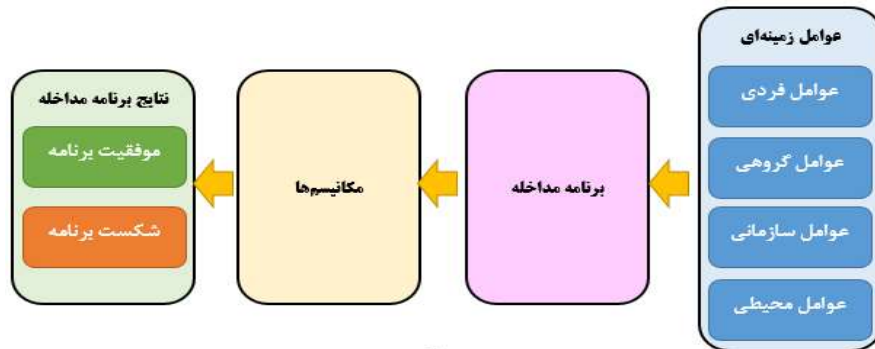 عوامل زمینه‌ای
عوامل فردی
عوامل گروهی
عوامل سازمانی
عوامل محیطی
برنامه مداخله
مکانیسم‌ها
نتایج برنامه مداخله
موفقیت برنامه
شکست برنامه